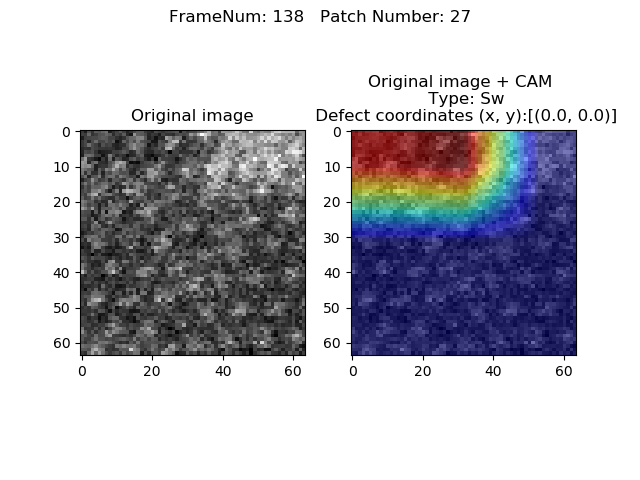 FrameNum: 138   Patch Number: 27
Original image
0
10
20
30
40
50
60
0 20 40 60
Original image + CAM
Type: Sw
Defect coordinates (x, y):[(0.0, 0.0)]
0
10
20
30
40
50
60
0 20 40 60